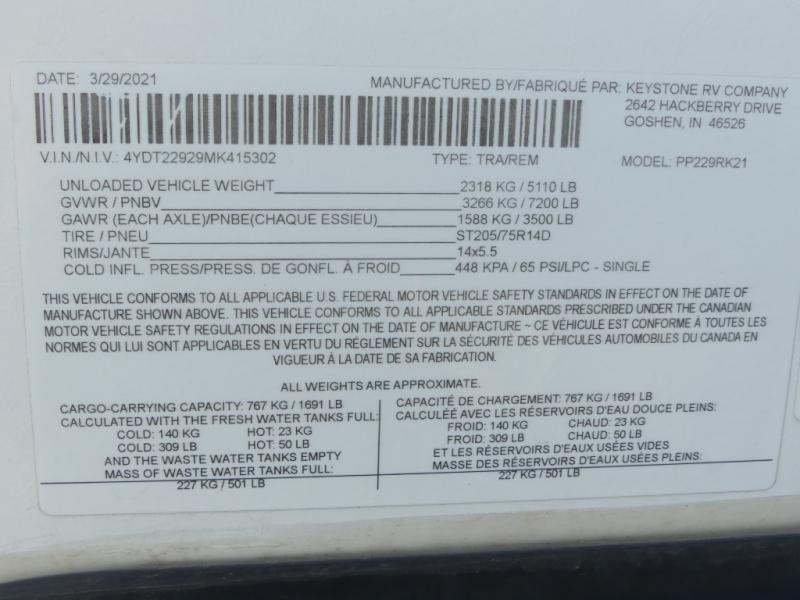 DATE: 3/29/2021
MANUFACTURED BY/FABRIQUÉ PAR: KEYSTONE RV COMPANY
2642 HACKBERRY DRIVE
GOSHEN, IN 46526
V.I.N./N.I.V.: 4YDT22929MK415302 TYPE: TRA/REM MODEL: PP229RK21
UNLOADED VEHICLE WEIGHT 2318 KG / 5110 LB
GVWR / PNBV 3266 KG / 7200 LB
GAWR (EACH AXLE)/PNBE(CHAQUE ESSIEU) 1588 KG / 3500 LB
TIRE / PNEU ST205/75R14D
RIMS/JANTE 14x5.5
COLD INFL. PRESS/PRESS. DE GONFL. À FROID 448 KPA / 65 PSI/LPC - SINGLE
THIS VEHICLE CONFORMS TO ALL APPLICABLE U.S. FEDERAL MOTOR VEHICLE SAFETY STANDARDS IN EFFECT ON THE DATE OF
MANUFACTURE SHOWN ABOVE. THIS VEHICLE CONFORMS TO ALL APPLICABLE STANDARDS PRESCRIBED UNDER THE CANADIAN
MOTOR VEHICLE SAFETY REGULATIONS IN EFFECT ON THE DATE OF MANUFACTURE ~ CE VÉHICULE EST CONFORME À TOUTES LES
NORMES QUI LUI SONT APPLICABLES EN VERTU DU RÉGLEMENT SUR LA SÉCURITÉ DES VÉHICULES AUTOMOBILES DU CANADA EN
VIGUEUR À LA DATE DE SA FABRICATION.
ALL WEIGHTS ARE APPROXIMATE.
CARGO-CARRYING CAPACITY: 767 KG / 1691 LB
CALCULATED WITH THE FRESH WATER TANKS FULL:
COLD: 140 KG HOT: 23 KG
COLD: 309 LB HOT: 50 LB
AND THE WASTE WATER TANKS EMPTY
MASS OF WASTE WATER TANKS FULL:
227 KG / 501 LB
CAPACITÉ DE CHARGEMENT: 767 KG / 1691 LB
CALCULÉE AVEC LES RÉSERVOIRS D'EAU DOUCE PLEINS:
FROID: 140 KG CHAUD: 23 KG
FROID: 309 LB CHAUD: 50 LB
ET LES RÉSERVOIRS D'EAUX USÉES VIDES
MASSE DES RÉSERVOIRS D'EAUX USÉES PLEINS:
227 KG / 501 LB